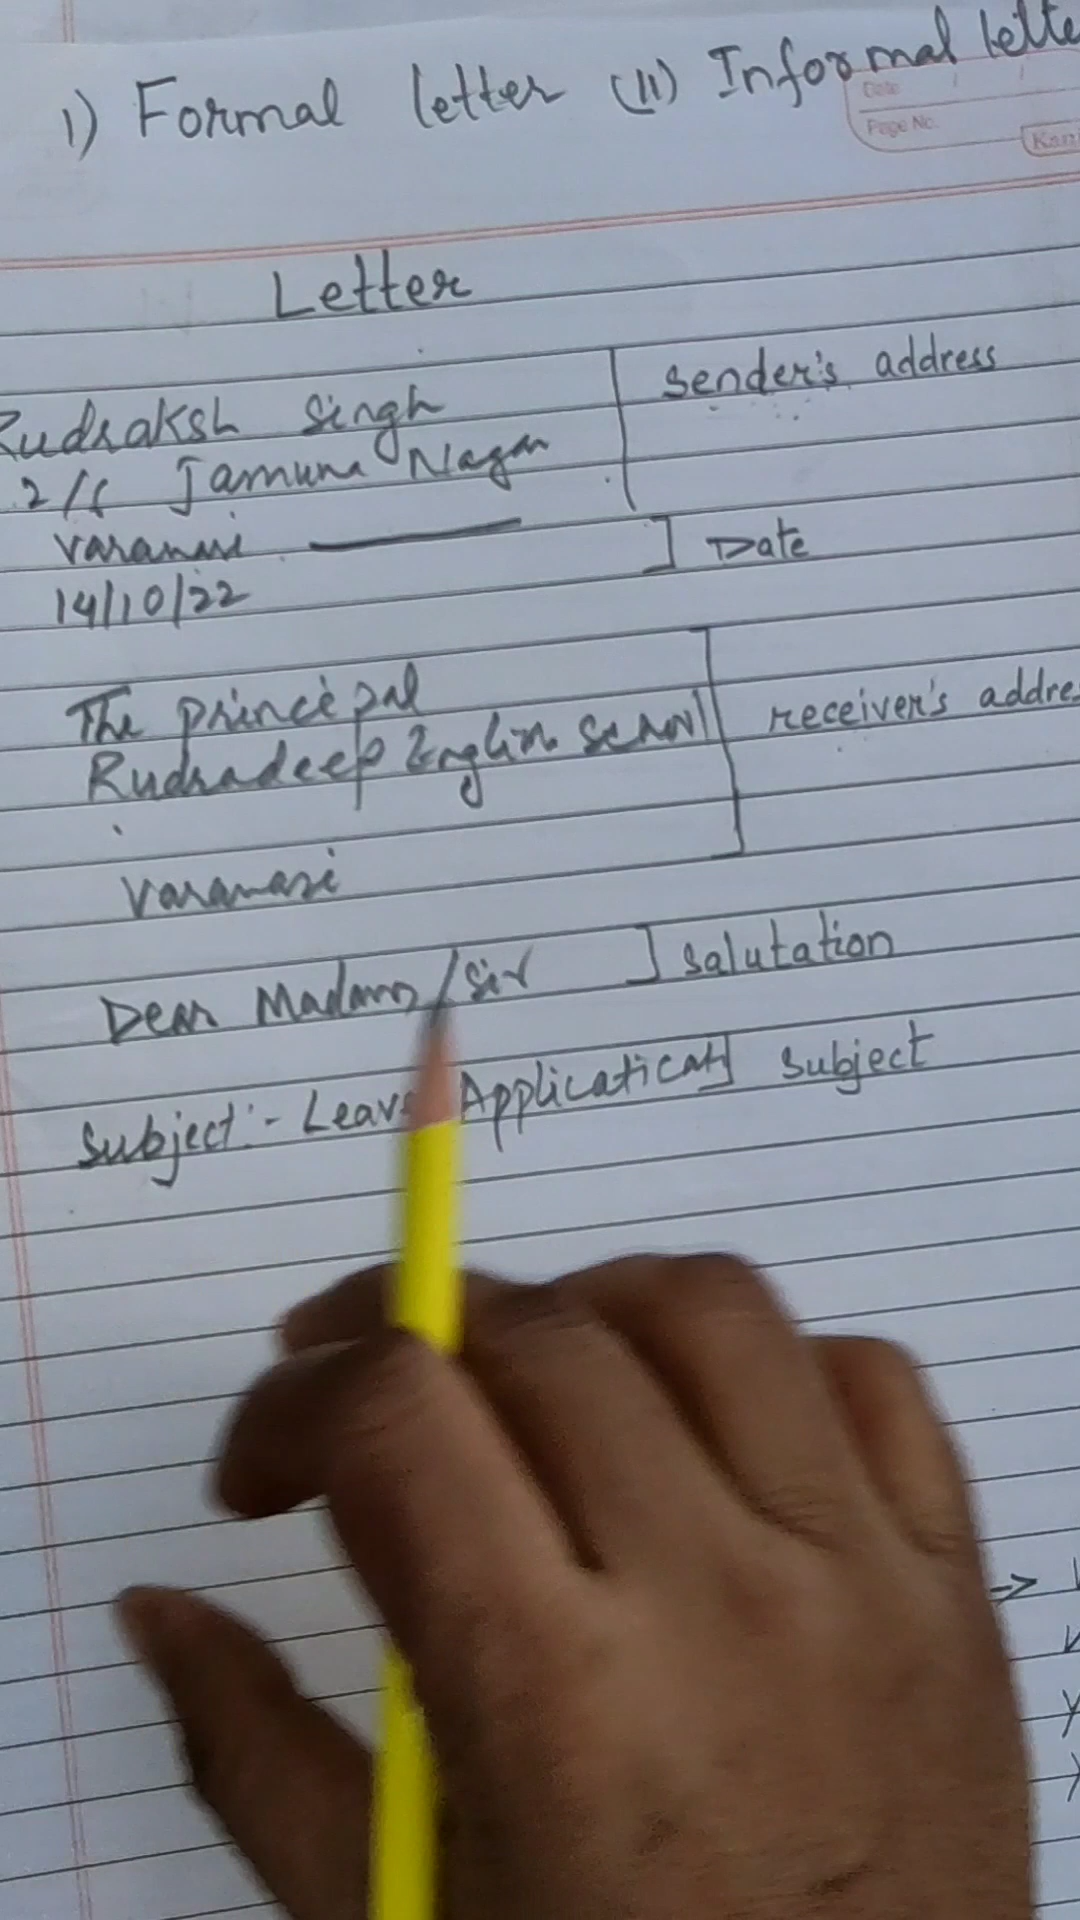 1) Formal letter (11) Informal lette
Date
Page No.
Letter
Rudraksh Singh
sender's address
Jamuna Nagar
varanasi
] Date
14/10/22
The principal
Rudradeep English School
receiver's addre
varanasi
Dear Madam/Sir ] salutation
Subject:- Leave Application] subject